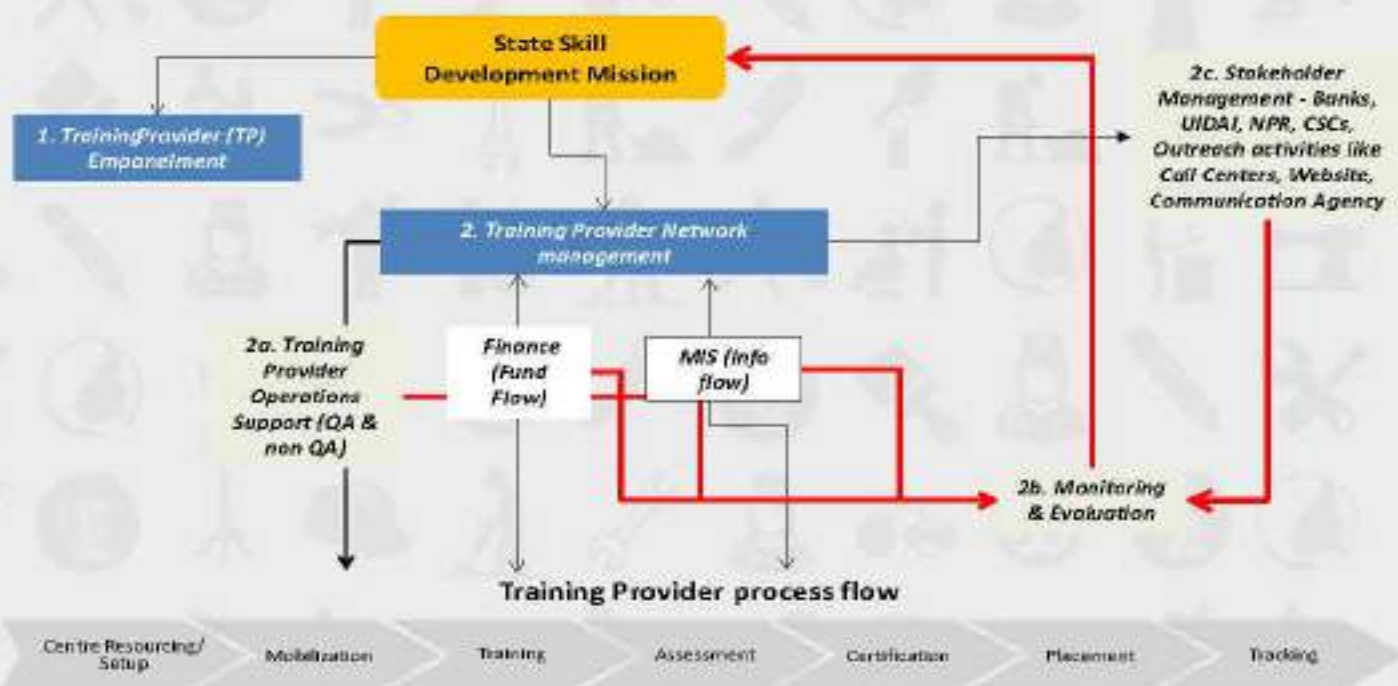 State Skill
Development Mission
1. TrainingProvider (TP)
Empanelment
2c. Stakeholder
Management - Banks,
UIDAI, NPR, CSCs,
Outreach activities like
Call Centers, Website,
Communication Agency
2. Training Provider Network
management
2a. Training
Provider
Operations
Support (QA &
non QA)
Finance
(Fund
Flow)
MIS (info
flow)
2b. Monitoring
& Evaluation
Training Provider process flow
Centre Resourcing/
Setup
Mobilization
Training
Assessment
Certification
Placement
Tracking